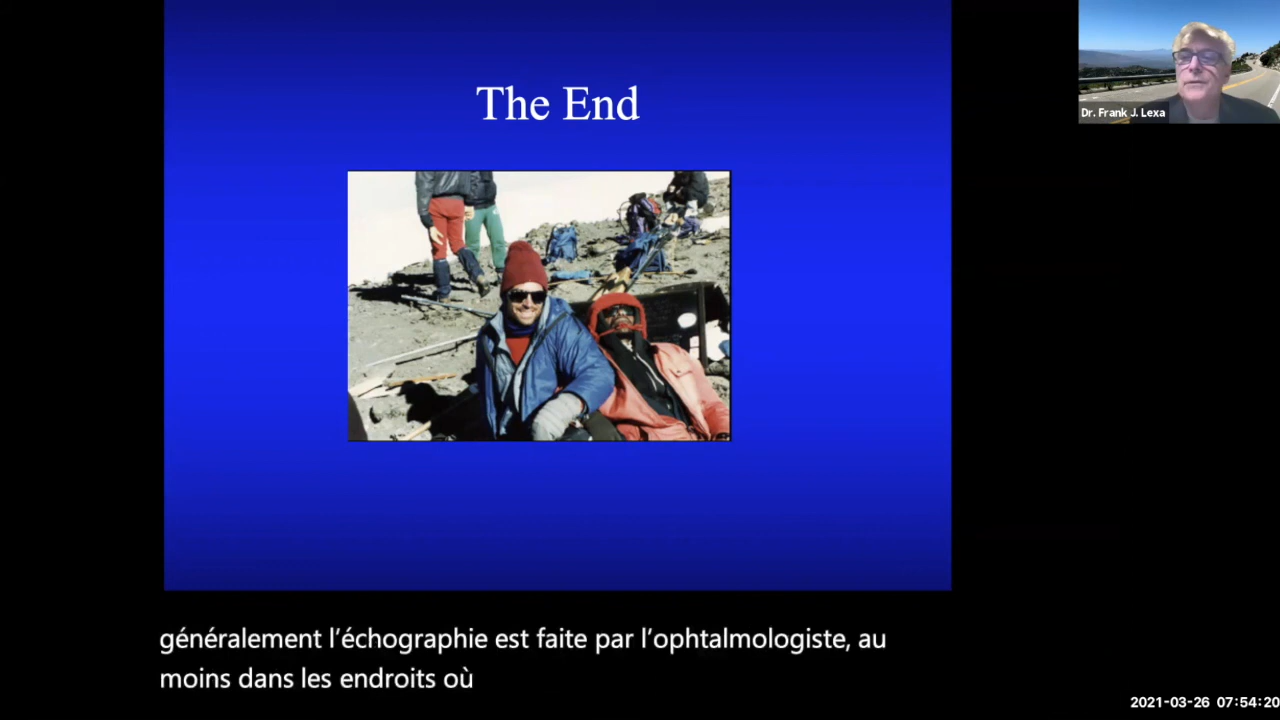 The End
Dr. Frank J. Lexa
généralement l'échographie est faite par l'ophtalmologiste, au
moins dans les endroits où
2021-03-26 07:54:20